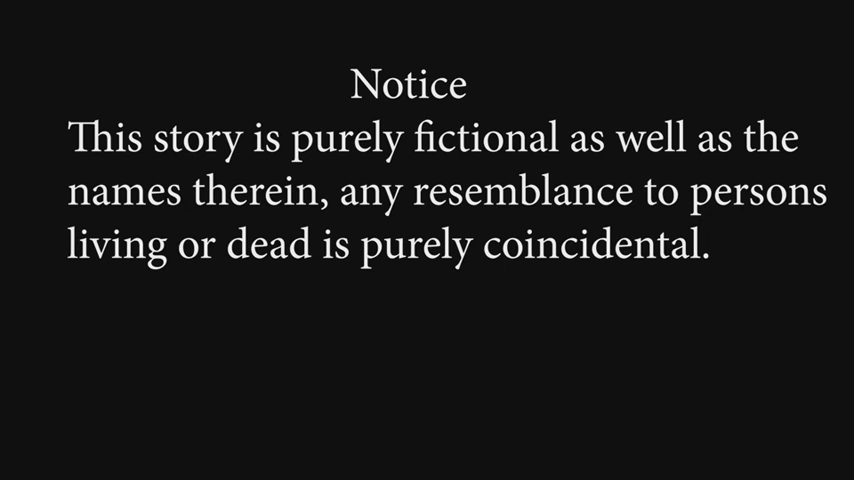 Notice
This story is purely fictional as well as the
names therein, any resemblance to persons
living or dead is purely coincidental.